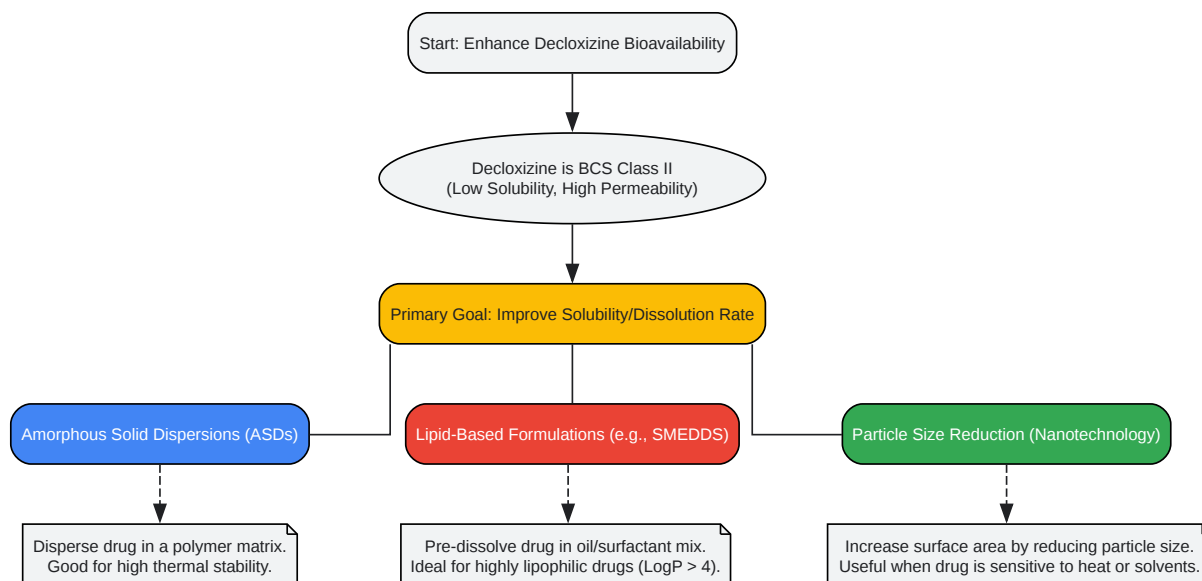 Start: Enhance Decloxizine Bioavailability
Decloxizine is BCS Class II
(Low Solubility, High Permeability)
Primary Goal: Improve Solubility/Dissolution Rate
Amorphous Solid Dispersions (ASDs)
Lipid-Based Formulations (e.g., SMEDDS)
Particle Size Reduction (Nanotechnology)
Disperse drug in a polymer matrix.
Good for high thermal stability.
Pre-dissolve drug in oil/surfactant mix.
Ideal for highly lipophilic drugs (LogP > 4).
Increase surface area by reducing particle size.
Useful when drug is sensitive to heat or solvents.